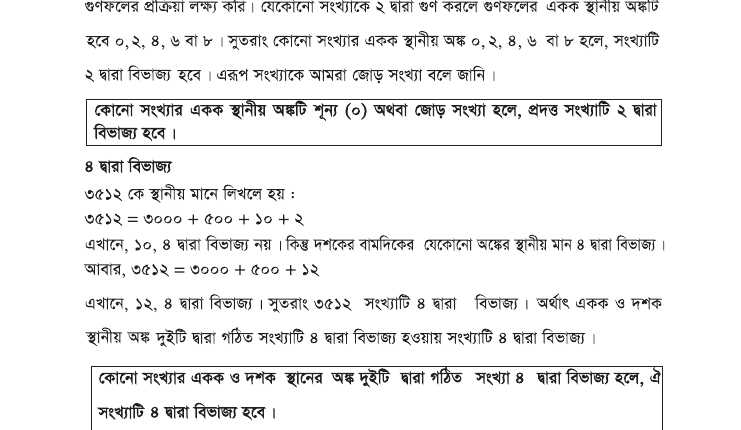 গুণফলের প্রক্রিয়া লক্ষ্য করি। যেকোনো সংখ্যাকে ২ দ্বারা গুণ করলে গুণফলের একক স্থানীয় অঙ্কটি
হবে ০, ২, ৪, ৬ বা ৮ । সুতরাং কোনো সংখ্যার একক স্থানীয় অঙ্ক ০, ২, ৪, ৬ বা ৮ হলে, সংখ্যাটি
২ দ্বারা বিভাজ্য হবে । এরূপ সংখ্যাকে আমরা জোড় সংখ্যা বলে জানি ।
কোনো সংখ্যার একক স্থানীয় অঙ্কটি শূন্য (০) অথবা জোড় সংখ্যা হলে, প্রদত্ত সংখ্যাটি ২ দ্বারা
বিভাজ্য হবে ।
৪ দ্বারা বিভাজ্য
৩৫১২ কে স্থানীয় মানে লিখলে হয় :
৩৫১২ = ৩০০০ + ৫০০ + ১০ + ২
এখানে, ১০, ৪ দ্বারা বিভাজ্য নয় । কিন্তু দশকের বামদিকের যেকোনো অঙ্কের স্থানীয় মান ৪ দ্বারা বিভাজ্য ।
আবার, ৩৫১২ = ৩০০০ + ৫০০ + ১২
এখানে, ১২, ৪ দ্বারা বিভাজ্য । সুতরাং ৩৫১২ সংখ্যাটি ৪ দ্বারা বিভাজ্য । অর্থাৎ একক ও দশক
স্থানীয় অঙ্ক দুইটি দ্বারা গঠিত সংখ্যাটি ৪ দ্বারা বিভাজ্য হওয়ায় সংখ্যাটি ৪ দ্বারা বিভাজ্য ।
কোনো সংখ্যার একক ও দশক স্থানের অঙ্ক দুইটি দ্বারা গঠিত সংখ্যা ৪ দ্বারা বিভাজ্য হলে, ঐ
সংখ্যাটি ৪ দ্বারা বিভাজ্য হবে ।